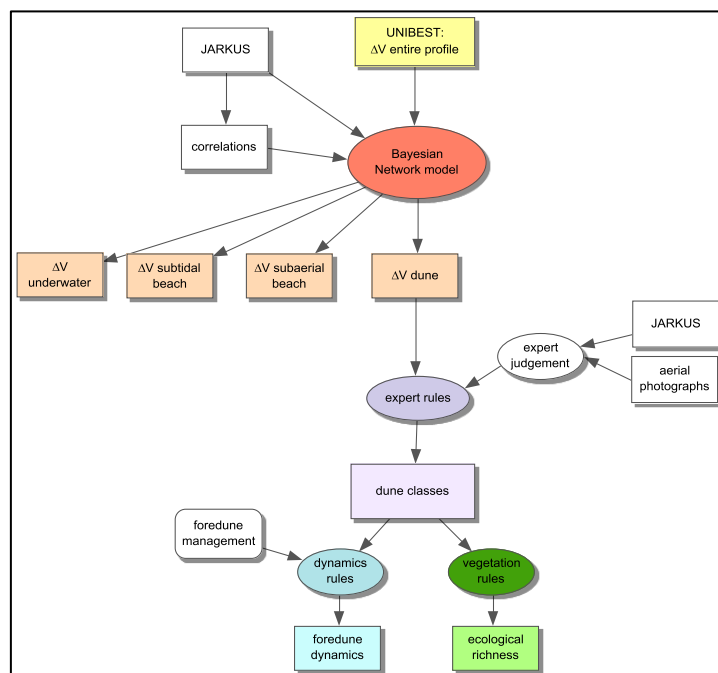 UNIBEST:
ΔV entire profile
JARKUS
correlations
Bayesian
Network model
ΔV
underwater
ΔV subtidal
beach
ΔV subaerial
beach
ΔV dune
JARKUS
expert
judgement
aerial
photographs
expert rules
dune classes
foredune
management
dynamics
rules
vegetation
rules
foredune
dynamics
ecological
richness